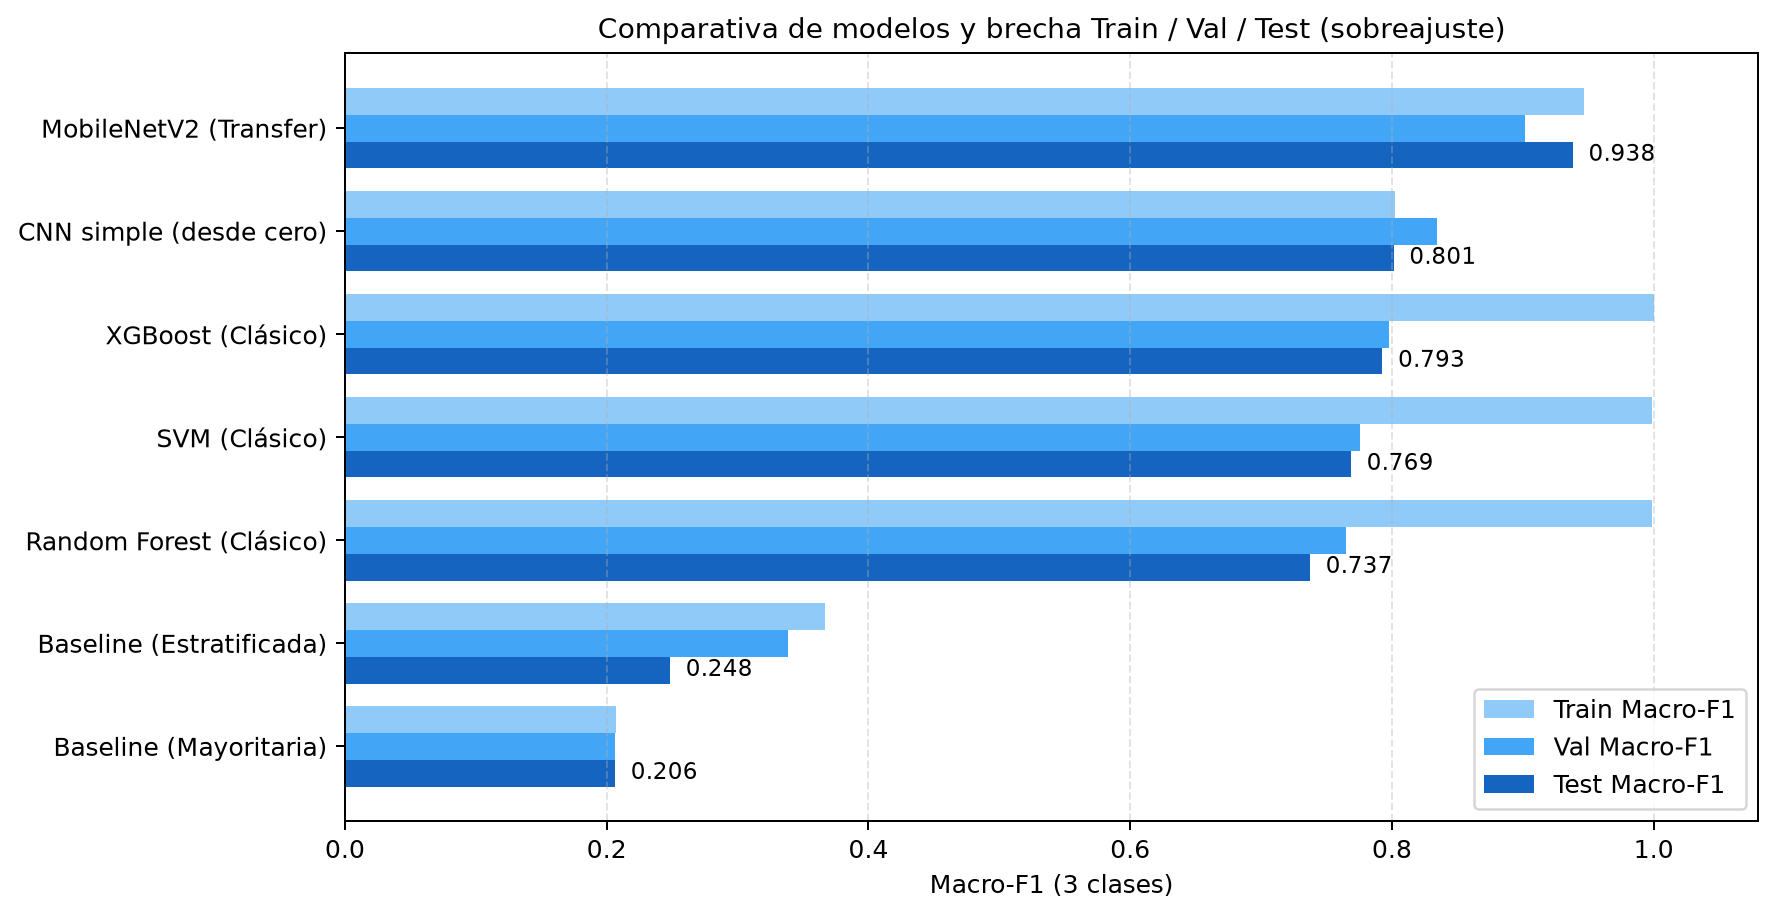 Comparativa de modelos y brecha Train / Val / Test (sobreajuste)
MobileNetV2 (Transfer)
0.938
CNN simple (desde cero)
0.801
XGBoost (Clásico)
0.793
SVM (Clásico)
0.769
Random Forest (Clásico)
0.737
Baseline (Estratificada)
0.248
Baseline (Mayoritaria)
0.206
Train Macro-F1
Val Macro-F1
Test Macro-F1
0.0 0.2 0.4 0.6 0.8 1.0
Macro-F1 (3 clases)